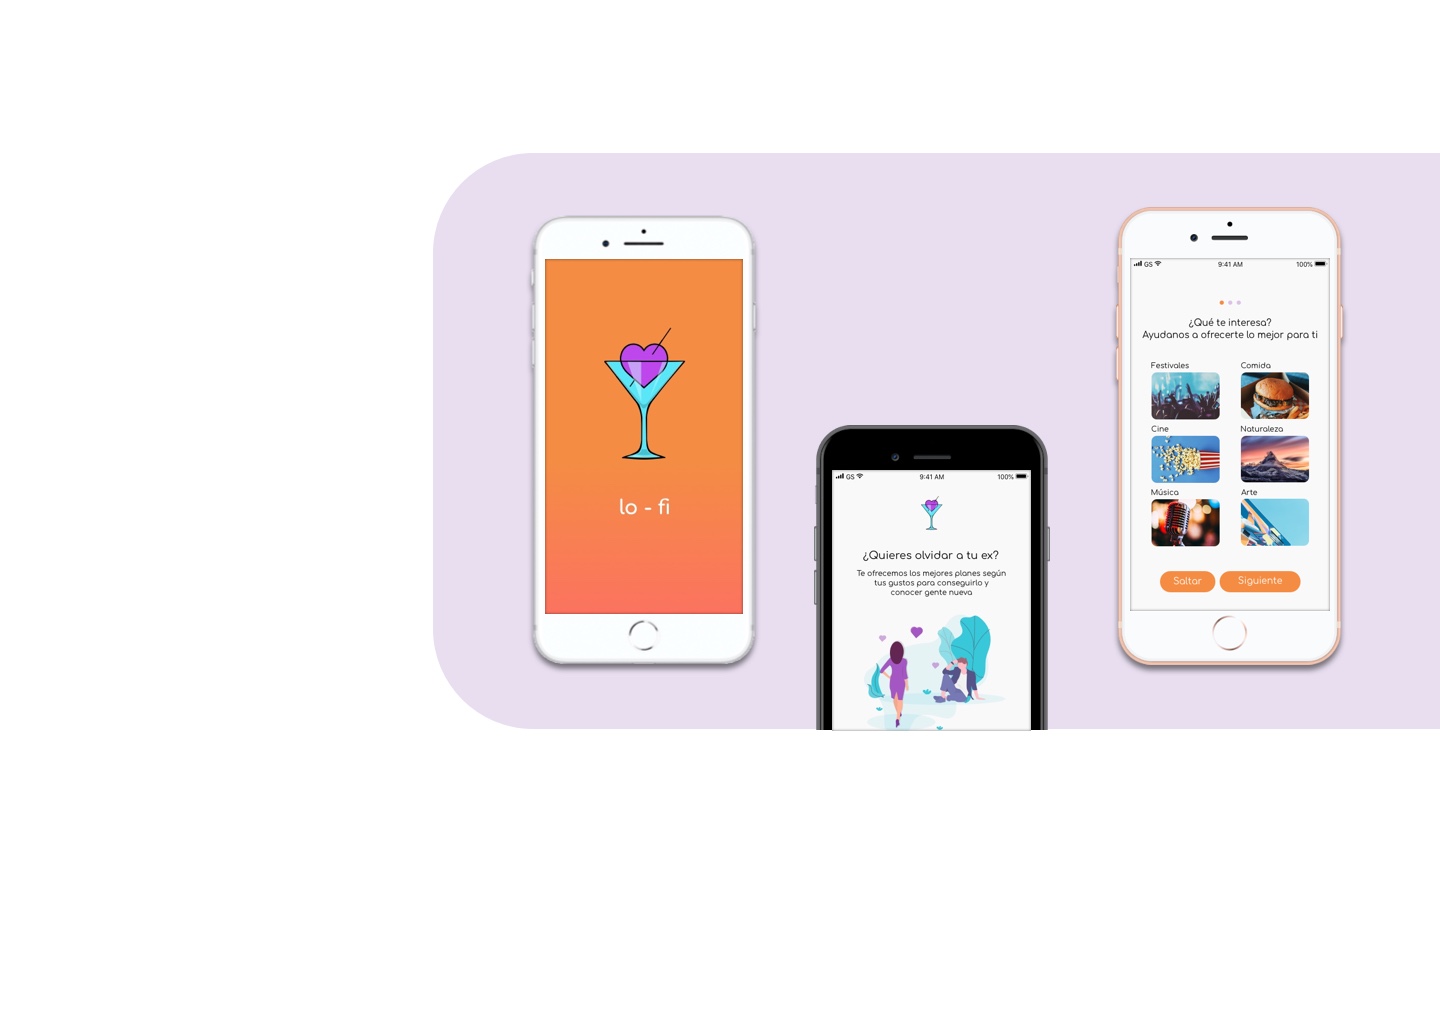 lo - fi
GS
9:41 AM
100%
¿Quieres olvidar a tu ex?
Te ofrecemos los mejores planes según
tus gustos para conseguirlo y
conocer gente nueva
GS
9:41 AM
100%
¿Qué te interesa?
Ayudanos a ofrecerte lo mejor para ti
Festivales
Comida
Cine
Naturaleza
Música
Arte
Saltar
Siguiente